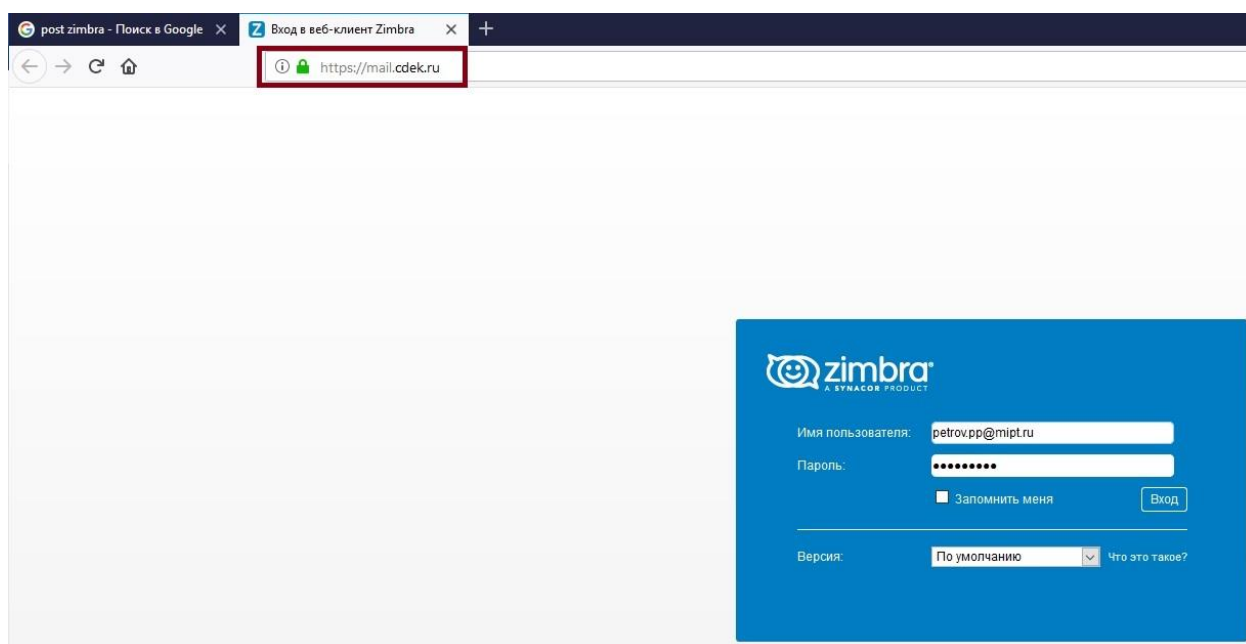 post zimbra - Поиск в Google
Вход в веб-клиент Zimbra
https://mail.cdek.ru
zimbra
A SYNACOR PRODUCT
Имя пользователя: petrov.pp@mipt.ru
Пароль: •••••••••
Запомнить меня Вход
Версия: По умолчанию Что это такое?